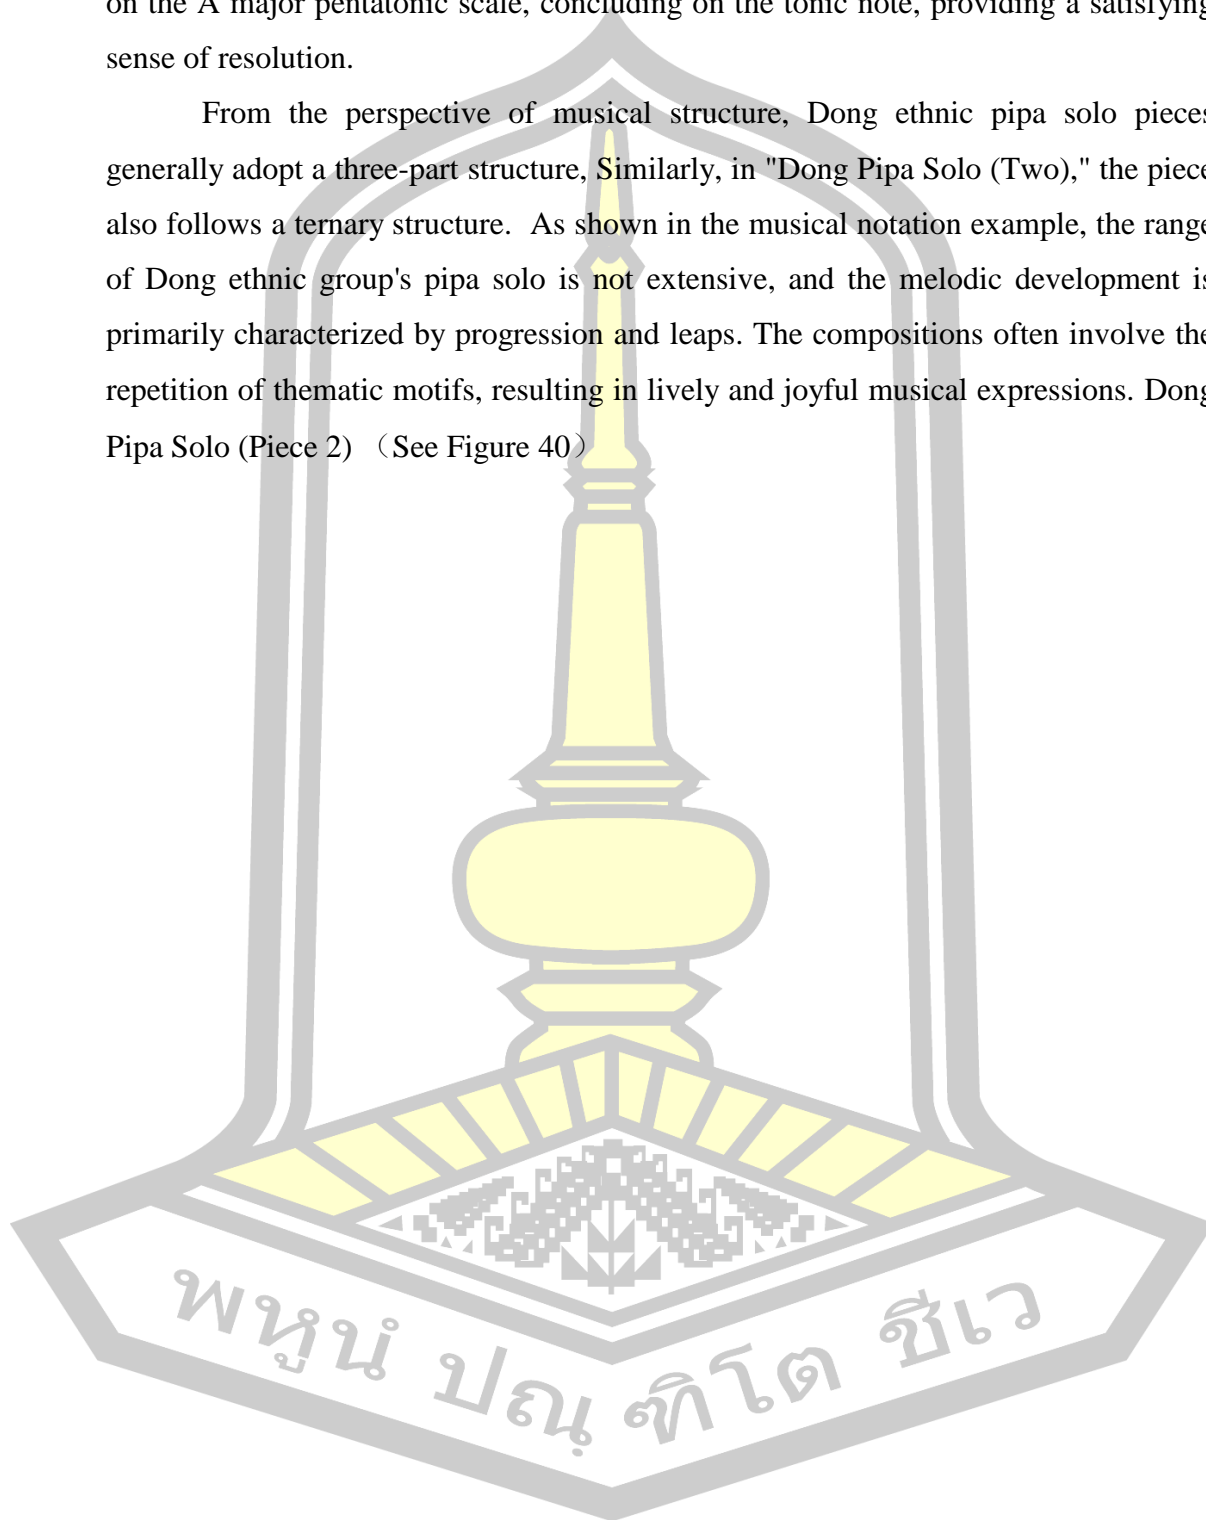 on the A major pentatonic scale, concluding on the tonic note, providing a satisfying
sense of resolution.
From the perspective of musical structure, Dong ethnic pipa solo pieces
generally adopt a three-part structure, Similarly, in "Dong Pipa Solo (Two)," the piece
also follows a ternary structure.  As shown in the musical notation example, the range
of Dong ethnic group's pipa solo is not extensive, and the melodic development is
primarily characterized by progression and leaps. The compositions often involve the
repetition of thematic motifs, resulting in lively and joyful musical expressions. Dong
Pipa Solo (Piece 2) （See Figure 40）
พหูนํ ปณฺ ฑิโต ชีเว